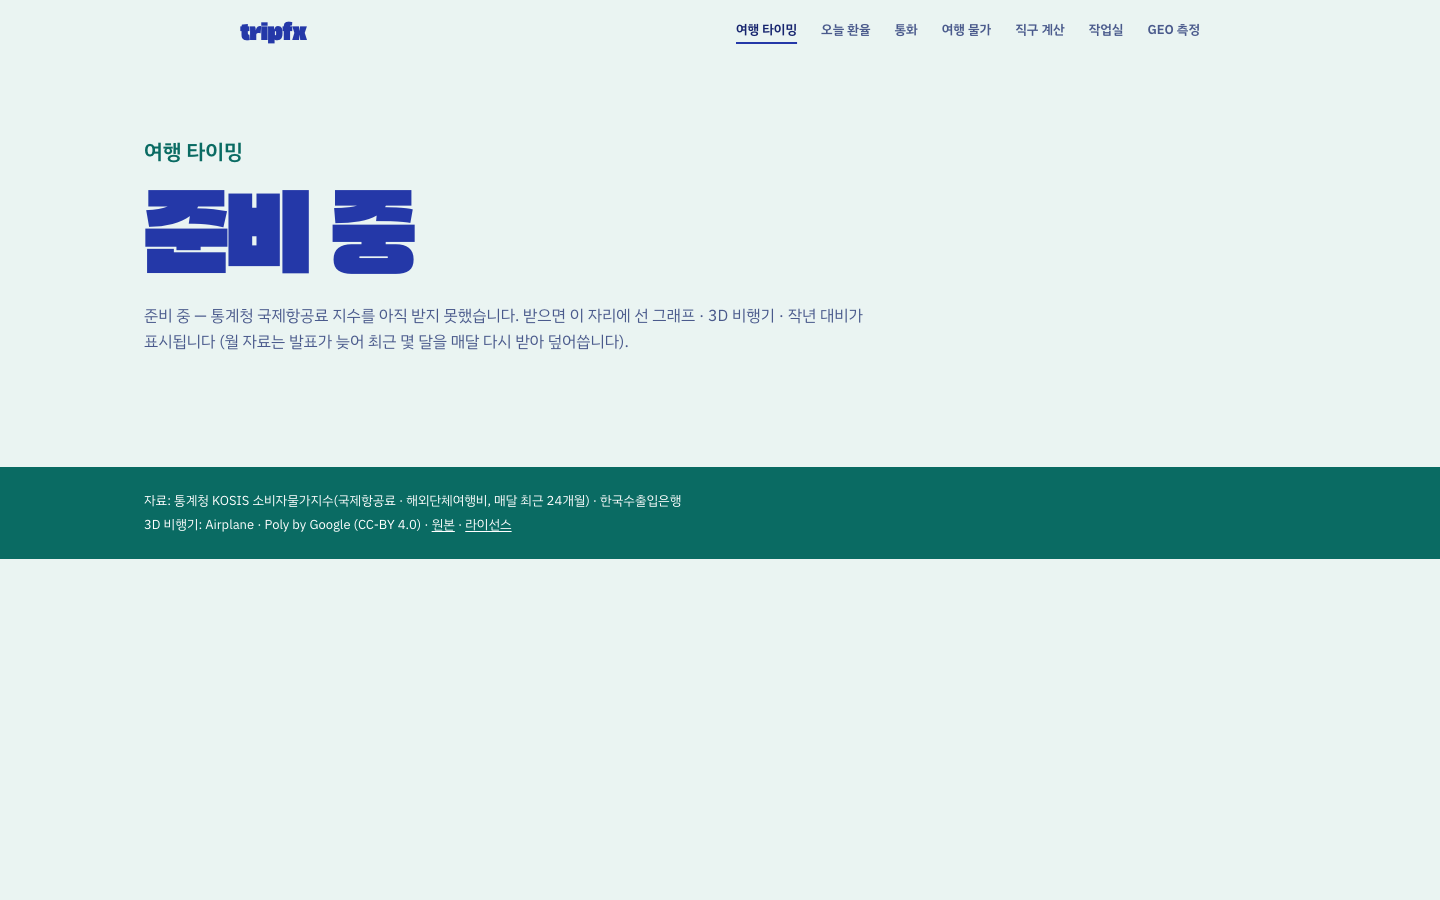 tripfx
여행 타이밍
오늘 환율
통화
여행 물가
직구 계산
작업실
GEO 측정
여행 타이밍
준비 중
준비 중 — 통계청 국제항공료 지수를 아직 받지 못했습니다. 받으면 이 자리에 선 그래프 · 3D 비행기 · 작년 대비가
표시됩니다 (월 자료는 발표가 늦어 최근 몇 달을 매달 다시 받아 덮어씁니다).
자료: 통계청 KOSIS 소비자물가지수(국제항공료 · 해외단체여행비, 매달 최근 24개월) · 한국수출입은행
3D 비행기: Airplane · Poly by Google (CC-BY 4.0) · 원본 · 라이선스